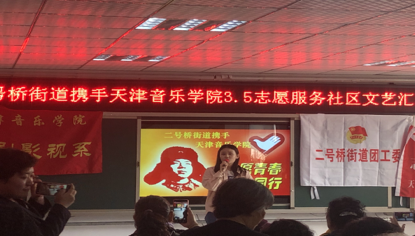 号桥街道携手天津音乐学院3.5志愿服务社区文艺汇
音乐学院
影视系
二号桥街道携手
天津音乐学院
青春
同行
二号桥街道团工委